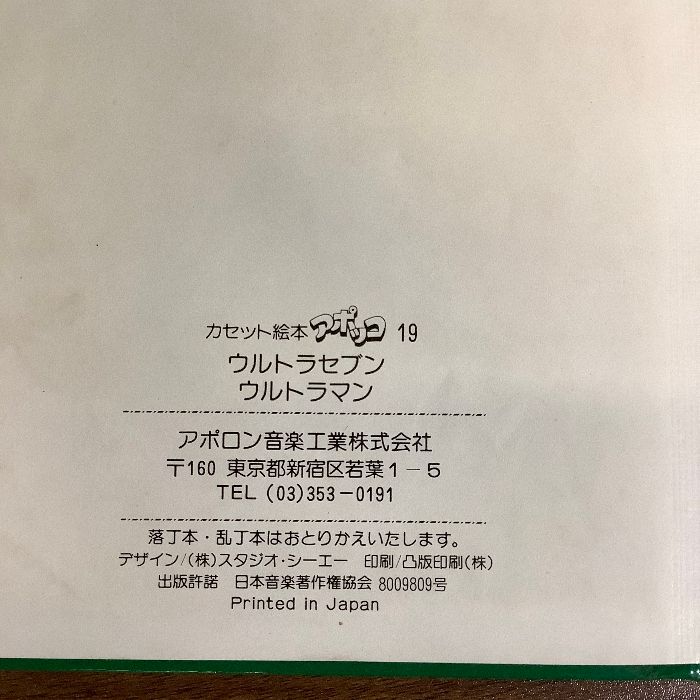 カセット絵本アポッコ 19
ウルトラセブン
ウルトラマン
アポロン音楽工業株式会社
〒160 東京都新宿区若葉1-5
TEL (03)353-0191
落丁本・乱丁本はおとりかえいたします。
デザイン/(株)スタジオ・シーエー 印刷/凸版印刷(株)
出版許諾 日本音楽著作権協会 8009809号
Printed in Japan